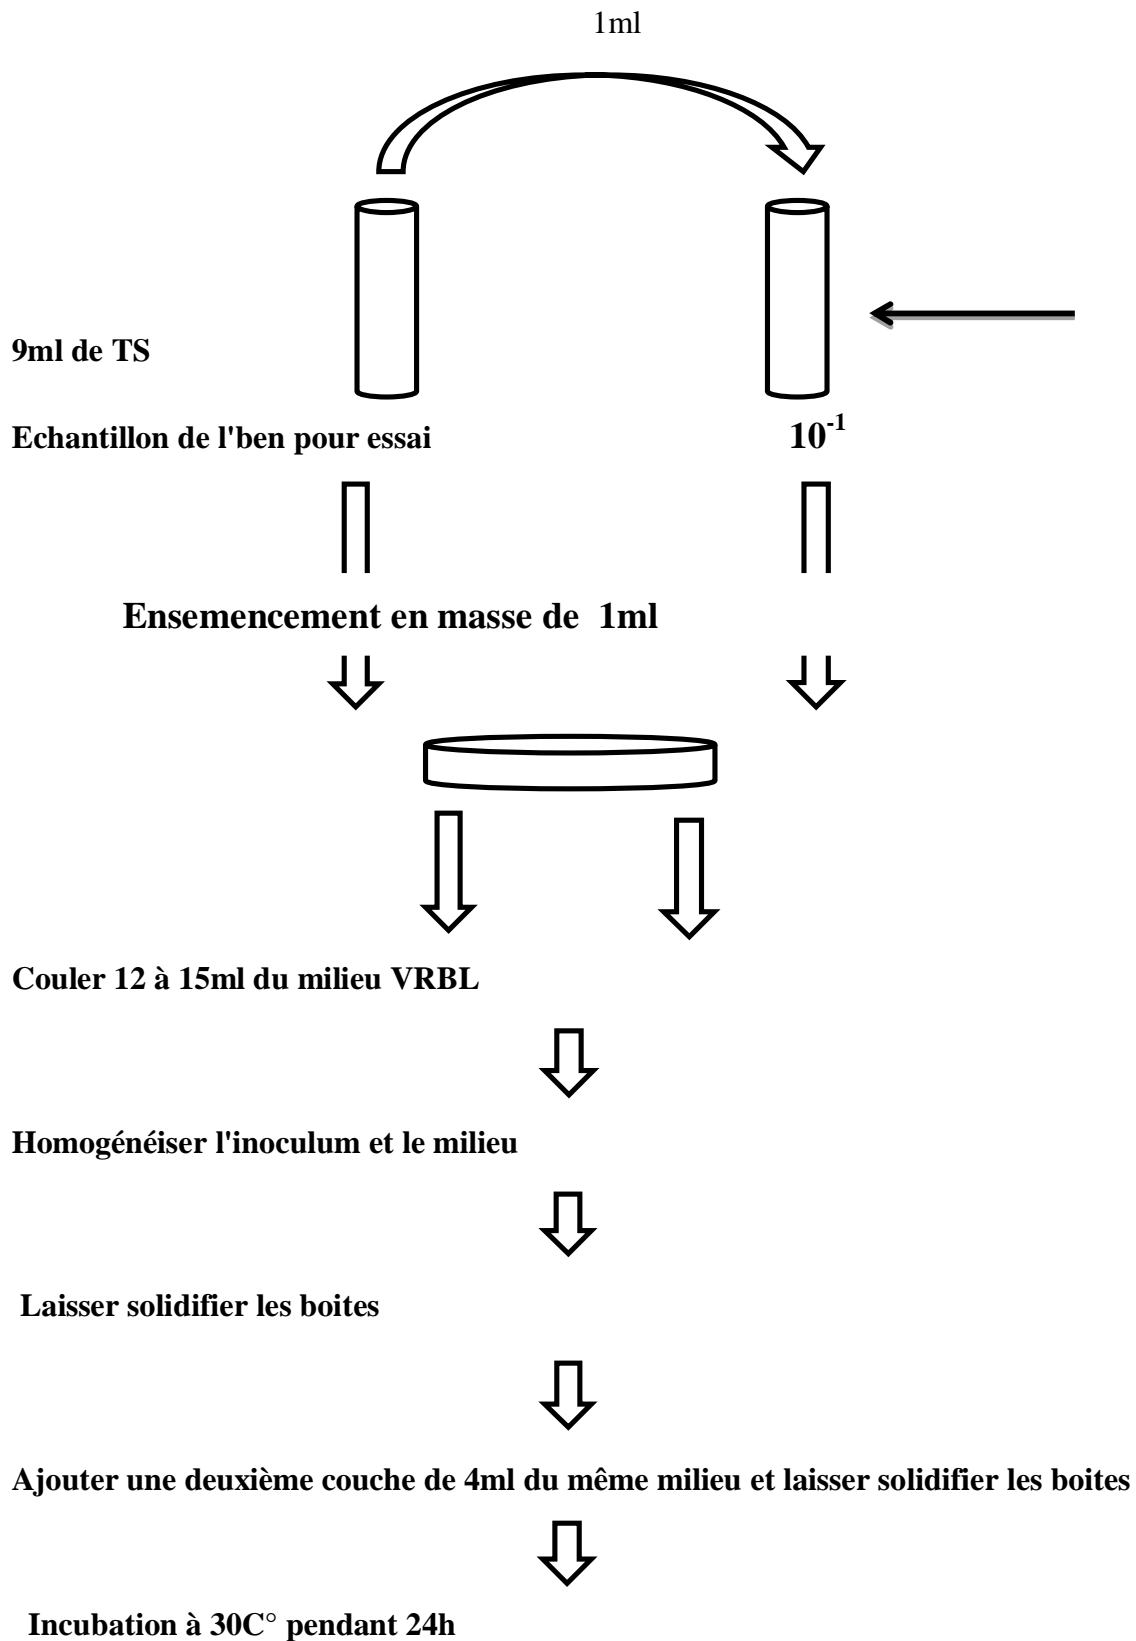 1ml
9ml de TS
Echantillon de l'ben pour essai
10⁻¹
Ensemencement en masse de 1ml
Couler 12 à 15ml du milieu VRBL
Homogénéiser l'inoculum et le milieu
Laisser solidifier les boites
Ajouter une deuxième couche de 4ml du même milieu et laisser solidifier les boites
Incubation à 30C° pendant 24h